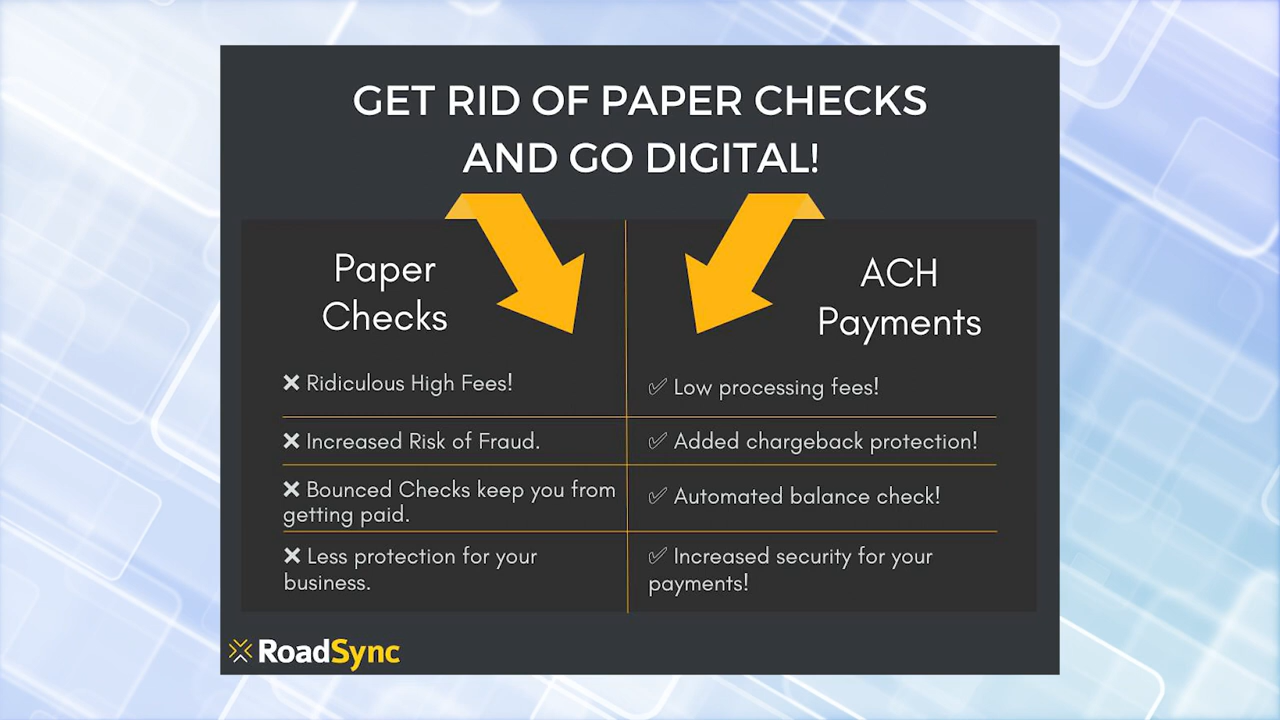 GET RID OF PAPER CHECKS
AND GO DIGITAL!
Paper
Checks
❌ Ridiculous High Fees!
❌ Increased Risk of Fraud.
❌ Bounced Checks keep you from
getting paid.
❌ Less protection for your
business.
ACH
Payments
✅ Low processing fees!
✅ Added chargeback protection!
✅ Automated balance check!
✅ Increased security for your
payments!
RoadSync